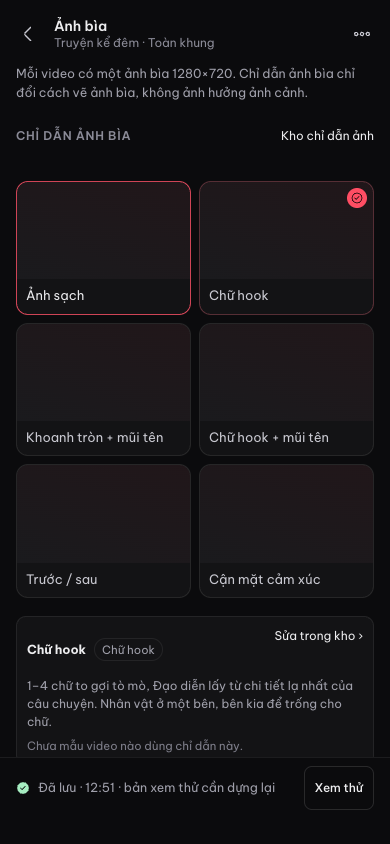 Ảnh bìa
Truyện kể đêm · Toàn khung
Mỗi video có một ảnh bìa 1280×720. Chỉ dẫn ảnh bìa chỉ
đổi cách vẽ ảnh bìa, không ảnh hưởng ảnh cảnh.
CHỈ DẪN ẢNH BÌA
Kho chỉ dẫn ảnh
Ảnh sạch
Chữ hook
Khoanh tròn + mũi tên
Chữ hook + mũi tên
Trước / sau
Cận mặt cảm xúc
Sửa trong kho ›
Chữ hook
Chữ hook
1–4 chữ to gợi tò mò, Đạo diễn lấy từ chi tiết lạ nhất của
câu chuyện. Nhân vật ở một bên, bên kia để trống cho
chữ.
Chưa mẫu video nào dùng chỉ dẫn này.
Đã lưu · 12:51 · bản xem thử cần dựng lại
Xem thử